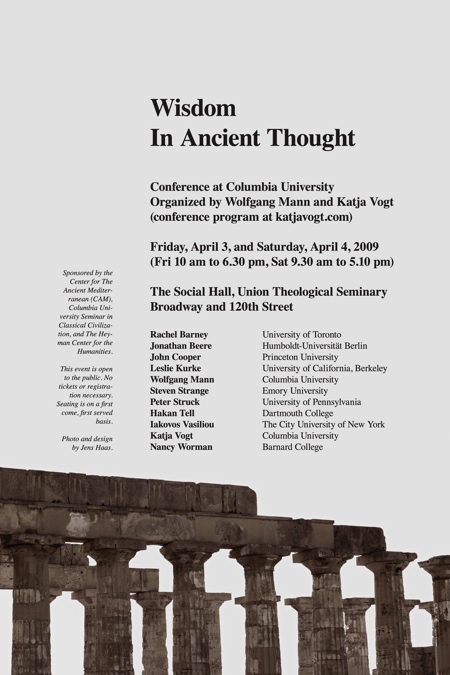 Wisdom
In Ancient Thought
Conference at Columbia University
Organized by Wolfgang Mann and Katja Vogt
(conference program at katjavogt.com)
Friday, April 3, and Saturday, April 4, 2009
(Fri 10 am to 6.30 pm, Sat 9.30 am to 5.10 pm)
The Social Hall, Union Theological Seminary
Broadway and 120th Street
Rachel Barney University of Toronto
Jonathan Beere Humboldt-Universität Berlin
John Cooper Princeton University
Leslie Kurke University of California, Berkeley
Wolfgang Mann Columbia University
Steven Strange Emory University
Peter Struck University of Pennsylvania
Hakan Tell Dartmouth College
Iakovos Vasiliou The City University of New York
Katja Vogt Columbia University
Nancy Worman Barnard College
Sponsored by the
Center for The
Ancient Mediter-
ranean (CAM),
Columbia Uni-
versity Seminar in
Classical Civiliza-
tion, and The Hey-
man Center for the
Humanities.
This event is open
to the public. No
tickets or registra-
tion necessary.
Seating is on a first
come, first served
basis.
Photo and design
by Jens Haas.